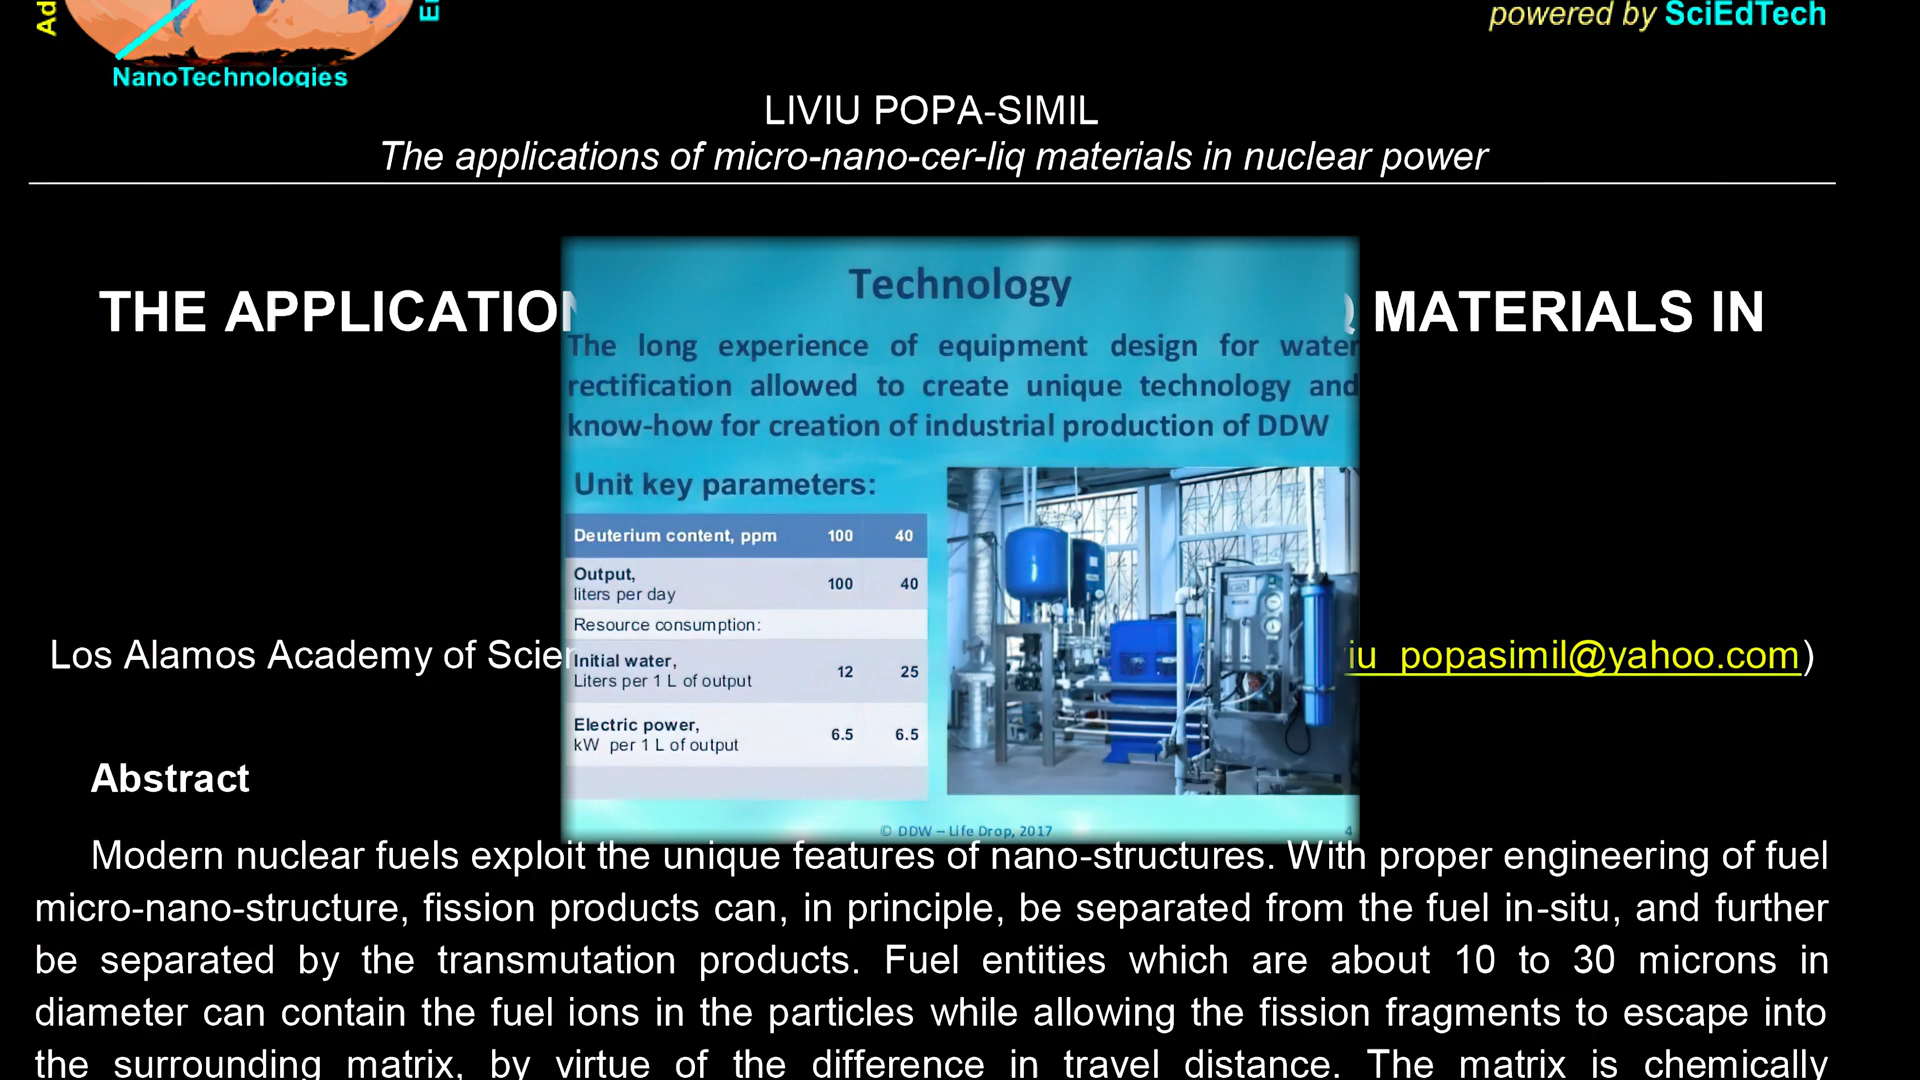 Ad
En
NanoTechnologies
powered by SciEdTech
LIVIU POPA-SIMIL
The applications of micro-nano-cer-liq materials in nuclear power
THE APPLICATION MATERIALS IN
Los Alamos Academy of Scien iu_popasimil@yahoo.com)
Technology
The long experience of equipment design for water
rectification allowed to create unique technology and
know-how for creation of industrial production of DDW
Unit key parameters:
Deuterium content, ppm 100 40
Output,
liters per day 100 40
Resource consumption:
Initial water,
Liters per 1 L of output 12 25
Electric power,
kW per 1 L of output 6.5 6.5
© DDW – Life Drop, 2017 4
Abstract
Modern nuclear fuels exploit the unique features of nano-structures. With proper engineering of fuel
micro-nano-structure, fission products can, in principle, be separated from the fuel in-situ, and further
be separated by the transmutation products. Fuel entities which are about 10 to 30 microns in
diameter can contain the fuel ions in the particles while allowing the fission fragments to escape into
the surrounding matrix, by virtue of the difference in travel distance. The matrix is chemically